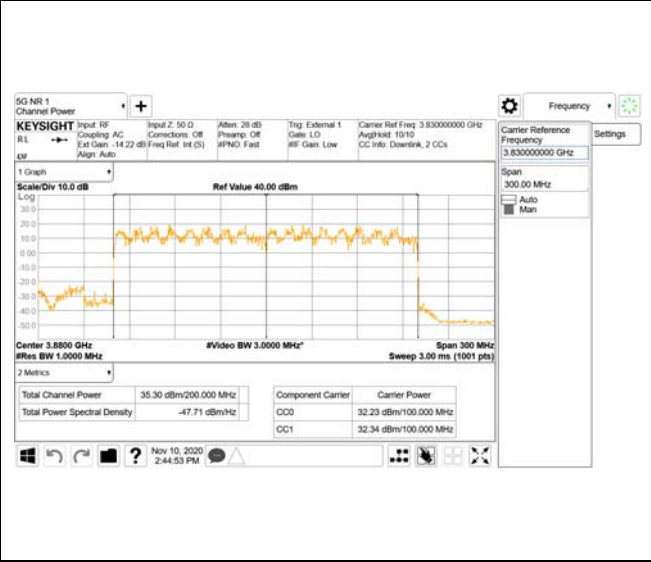 5G NR 1
Channel Power
Frequency
KEYSIGHT
RL
Input: RF
Coupling: AC
Ext Gain: -14.22 dB
Align: Auto
Input Z: 50 Ω
Corrections: Off
Freq Ref: Int (S)
Atten: 28 dB
Preamp: Off
#PNO: Fast
Trig: External 1
Gate: LO
#IF Gain: Low
Carrier Ref Freq: 3.830000000 GHz
Avg|Hold: 10/10
CC Info: Downlink, 2 CCs
Carrier Reference
Frequency
3.830000000 GHz
Settings
Span
300.00 MHz
Auto
Man
1 Graph
Scale/Div 10.0 dB
Ref Value 40.00 dBm
Log
30.0
20.0
10.0
0.00
-10.0
-20.0
-30.0
-40.0
-50.0
Center 3.8800 GHz
#Video BW 3.0000 MHz*
Span 300 MHz
#Res BW 1.0000 MHz
Sweep 3.00 ms (1001 pts)
2 Metrics
Total Channel Power 35.30 dBm/200.000 MHz
Total Power Spectral Density -47.71 dBm/Hz
Component Carrier Carrier Power
CC0 32.23 dBm/100.000 MHz
CC1 32.34 dBm/100.000 MHz
?
Nov 10, 2020
2:44:53 PM